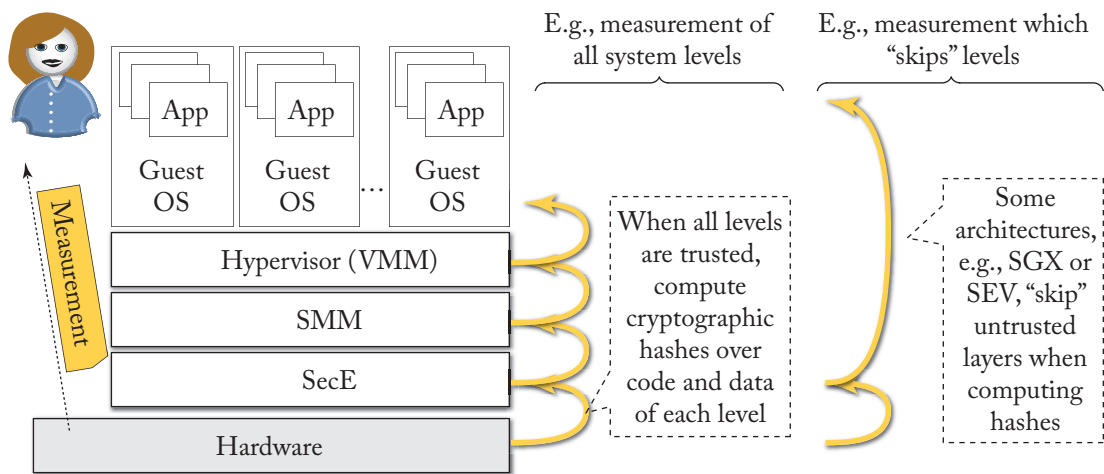 E.g., measurement of
all system levels
E.g., measurement which
“skips” levels
App
App
App
Guest
OS
Guest
OS
...
Guest
OS
Measurement
Hypervisor (VMM)
SMM
SecE
Hardware
When all levels
are trusted,
compute
cryptographic
hashes over
code and data
of each level
Some
architectures,
e.g., SGX or
SEV, “skip”
untrusted
layers when
computing
hashes